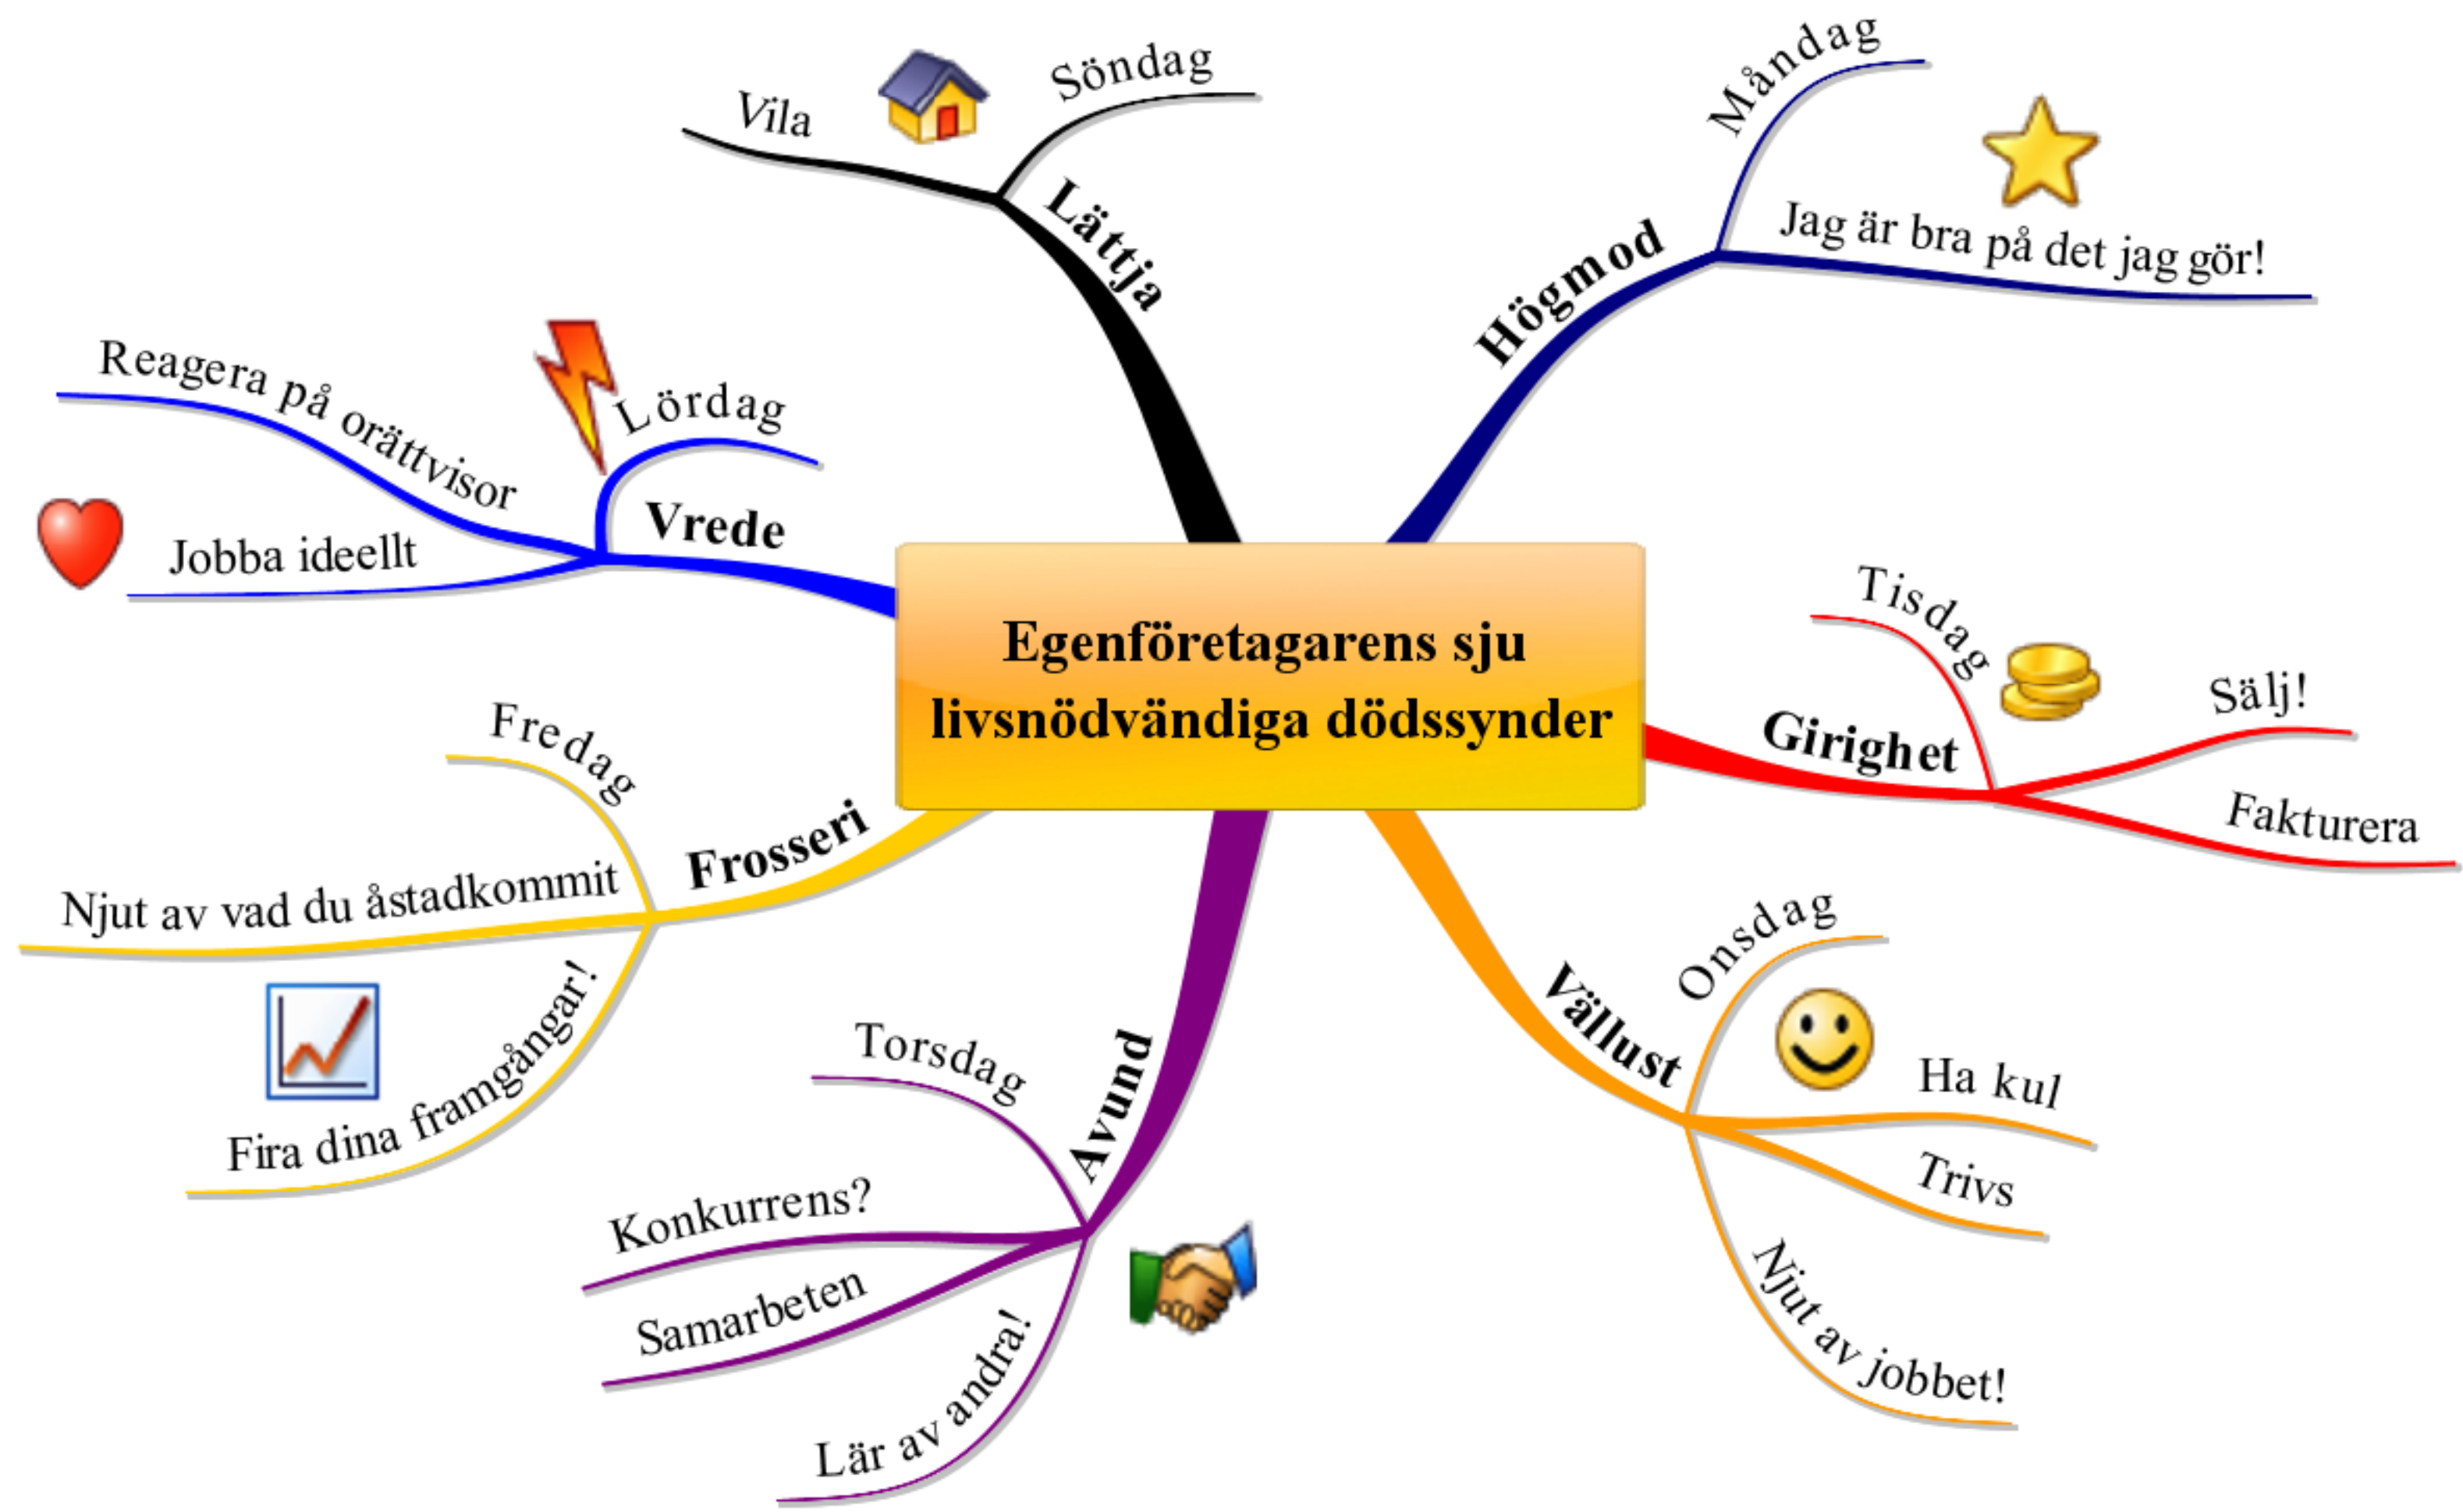 Egenföretagarens sju
livsnödvändiga dödssynder
Högmod
Måndag
Jag är bra på det jag gör!
Girighet
Tisdag
Sälj!
Fakturera
Vällust
Onsdag
Ha kul
Trivs
Njut av jobbet!
Avund
Torsdag
Konkurrens?
Samarbeten
Lär av andra!
Frosseri
Fredag
Njut av vad du åstadkommit
Fira dina framgångar!
Vrede
Lördag
Reagera på orättvisor
Jobba ideellt
Lättja
Söndag
Vila